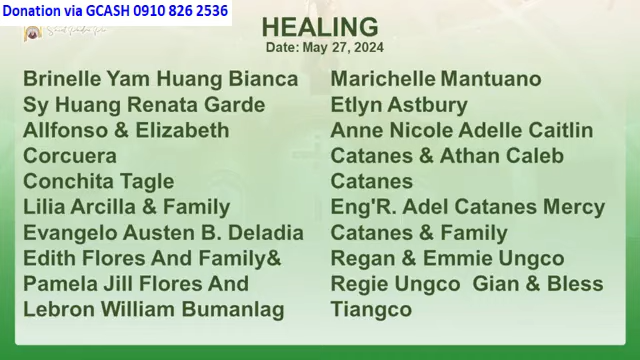 Donation via GCASH 0910 826 2536
HEALING
Date: May 27, 2024
Brinelle Yam Huang Bianca
Sy Huang Renata Garde
Allfonso & Elizabeth
Corcuera
Conchita Tagle
Lilia Arcilla & Family
Evangelo Austen B. Deladia
Edith Flores And Family&
Pamela Jill Flores And
Lebron William Bumanlag
Marichelle Mantuano
Etlyn Astbury
Anne Nicole Adelle Caitlin
Catanes & Athan Caleb
Catanes
Eng'R. Adel Catanes Mercy
Catanes & Family
Regan & Emmie Ungco
Regie Ungco  Gian & Bless
Tiangco